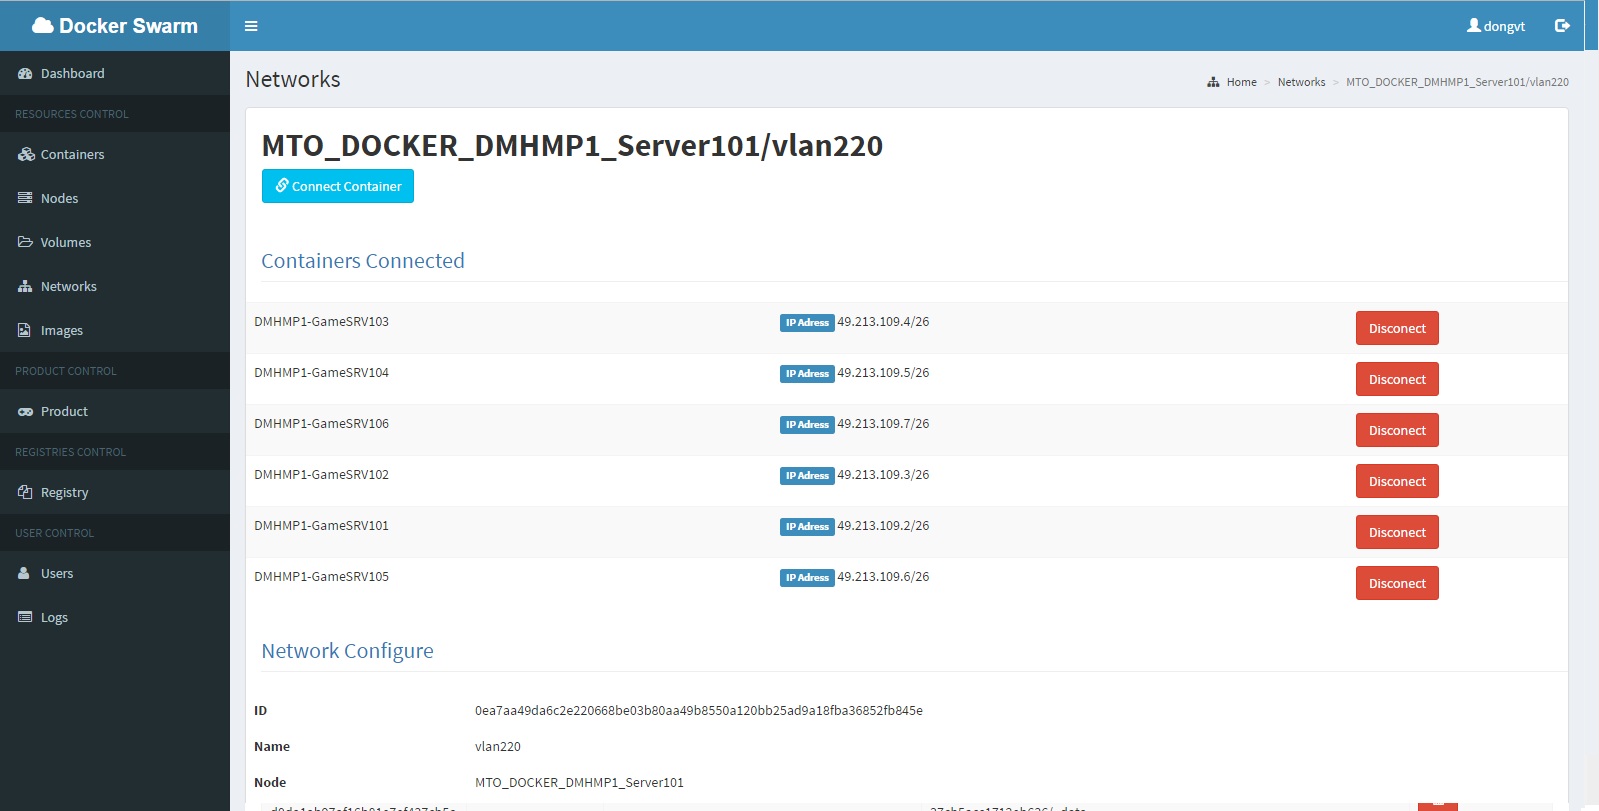 Docker Swarm
dongvt
Dashboard
RESOURCES CONTROL
Containers
Nodes
Volumes
Networks
Images
PRODUCT CONTROL
Product
REGISTRIES CONTROL
Registry
USER CONTROL
Users
Logs
Networks
Home > Networks > MTO_DOCKER_DMHMP1_Server101/vlan220
MTO_DOCKER_DMHMP1_Server101/vlan220
Connect Container
Containers Connected
DMHMP1-GameSRV103 IP Adress 49.213.109.4/26 Disconect
DMHMP1-GameSRV104 IP Adress 49.213.109.5/26 Disconect
DMHMP1-GameSRV106 IP Adress 49.213.109.7/26 Disconect
DMHMP1-GameSRV102 IP Adress 49.213.109.3/26 Disconect
DMHMP1-GameSRV101 IP Adress 49.213.109.2/26 Disconect
DMHMP1-GameSRV105 IP Adress 49.213.109.6/26 Disconect
Network Configure
ID 0ea7aa49da6c2e220668be03b80aa49b8550a120bb25ad9a18fba36852fb845e
Name vlan220
Node MTO_DOCKER_DMHMP1_Server101